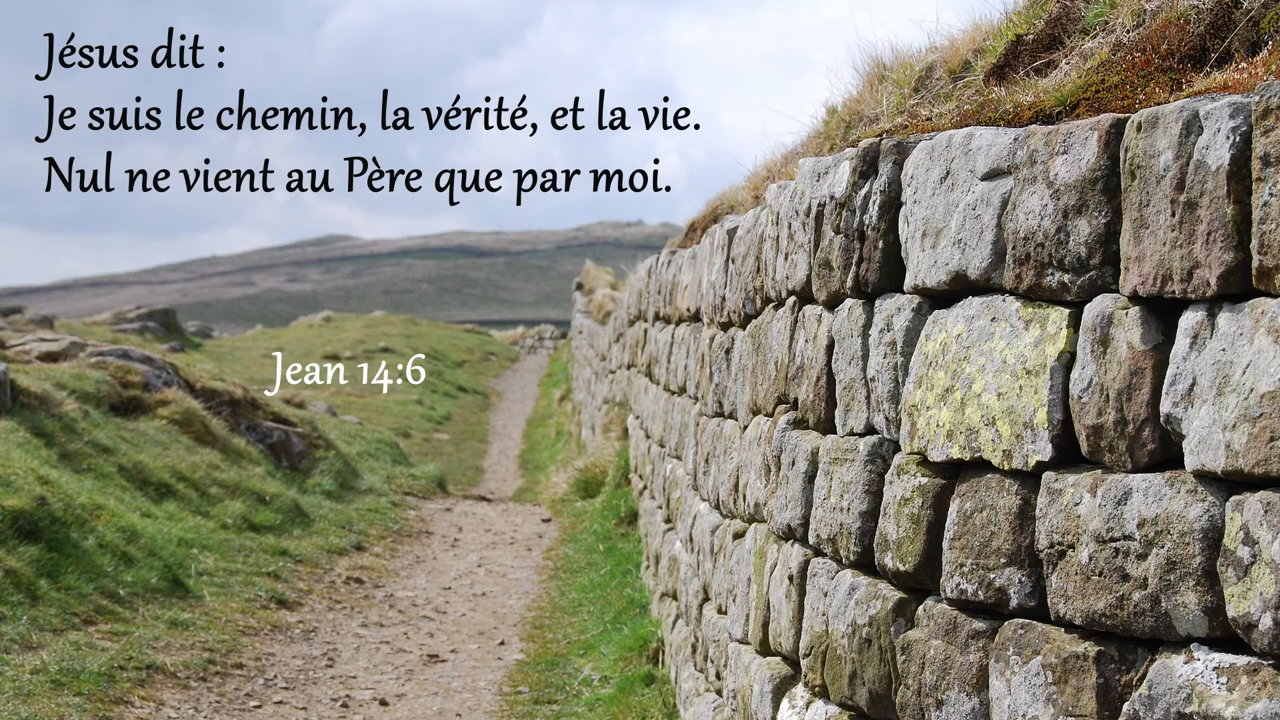 Jésus dit :
Je suis le chemin, la vérité, et la vie.
Nul ne vient au Père que par moi.
Jean 14:6